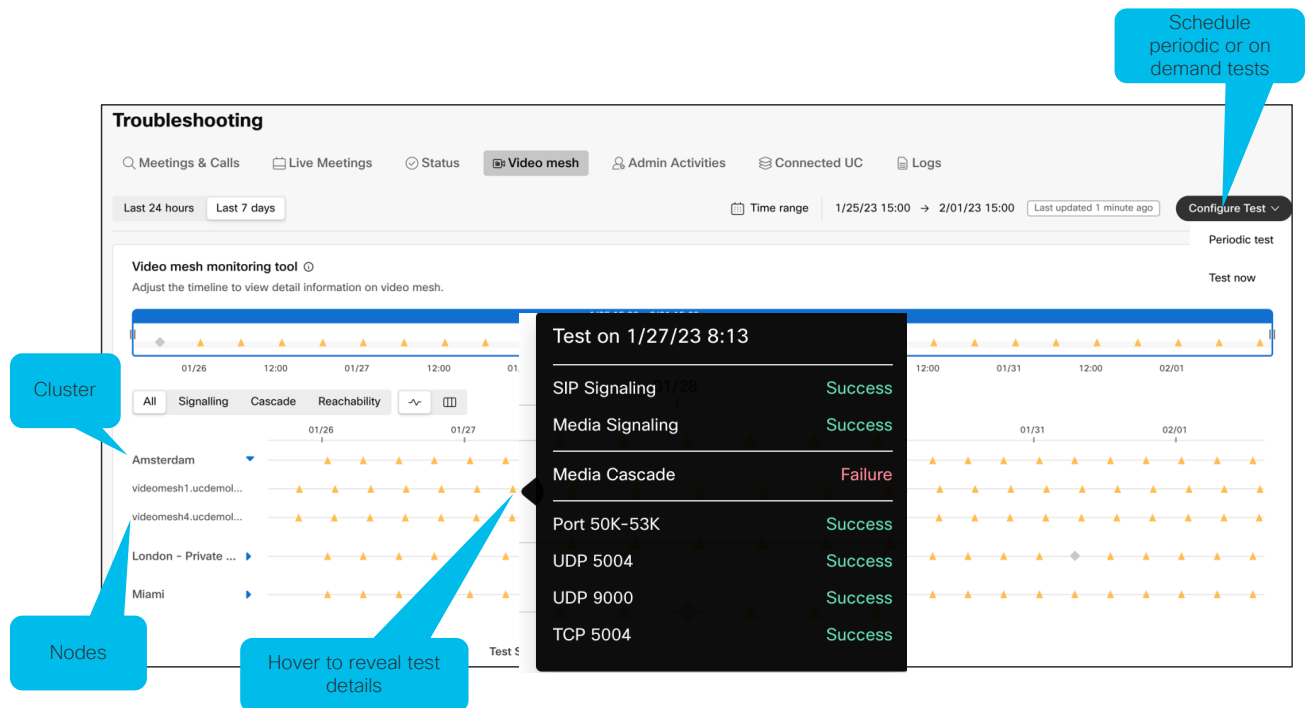 Schedule
periodic or on
demand tests
Troubleshooting
Meetings & Calls Live Meetings Status Video mesh Admin Activities Connected UC Logs
Last 24 hours Last 7 days Time range 1/25/23 15:00 → 2/01/23 15:00 Last updated 1 minute ago Configure Test
Periodic test
Test now
Video mesh monitoring tool
Adjust the timeline to view detail information on video mesh.
01/26 12:00 01/27 12:00 12:00 01/31 12:00 02/01
Cluster
All Signalling Cascade Reachability
01/26 01/27 01/28 01/31 02/01
Amsterdam
videomesh1.ucdemol...
videomesh4.ucdemol...
London - Private ...
Miami
Test on 1/27/23 8:13
SIP Signaling Success
Media Signaling Success
Media Cascade Failure
Port 50K-53K Success
UDP 5004 Success
UDP 9000 Success
TCP 5004 Success
Nodes
Hover to reveal test
details
Test